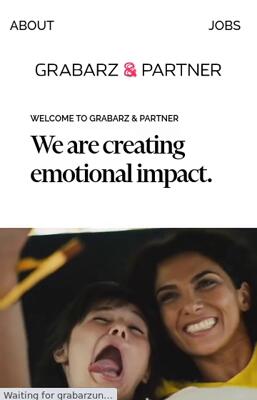 ABOUT JOBS
GRABARZ & PARTNER
WELCOME TO GRABARZ & PARTNER
We are creating
emotional impact.
Waiting for grabarzun...